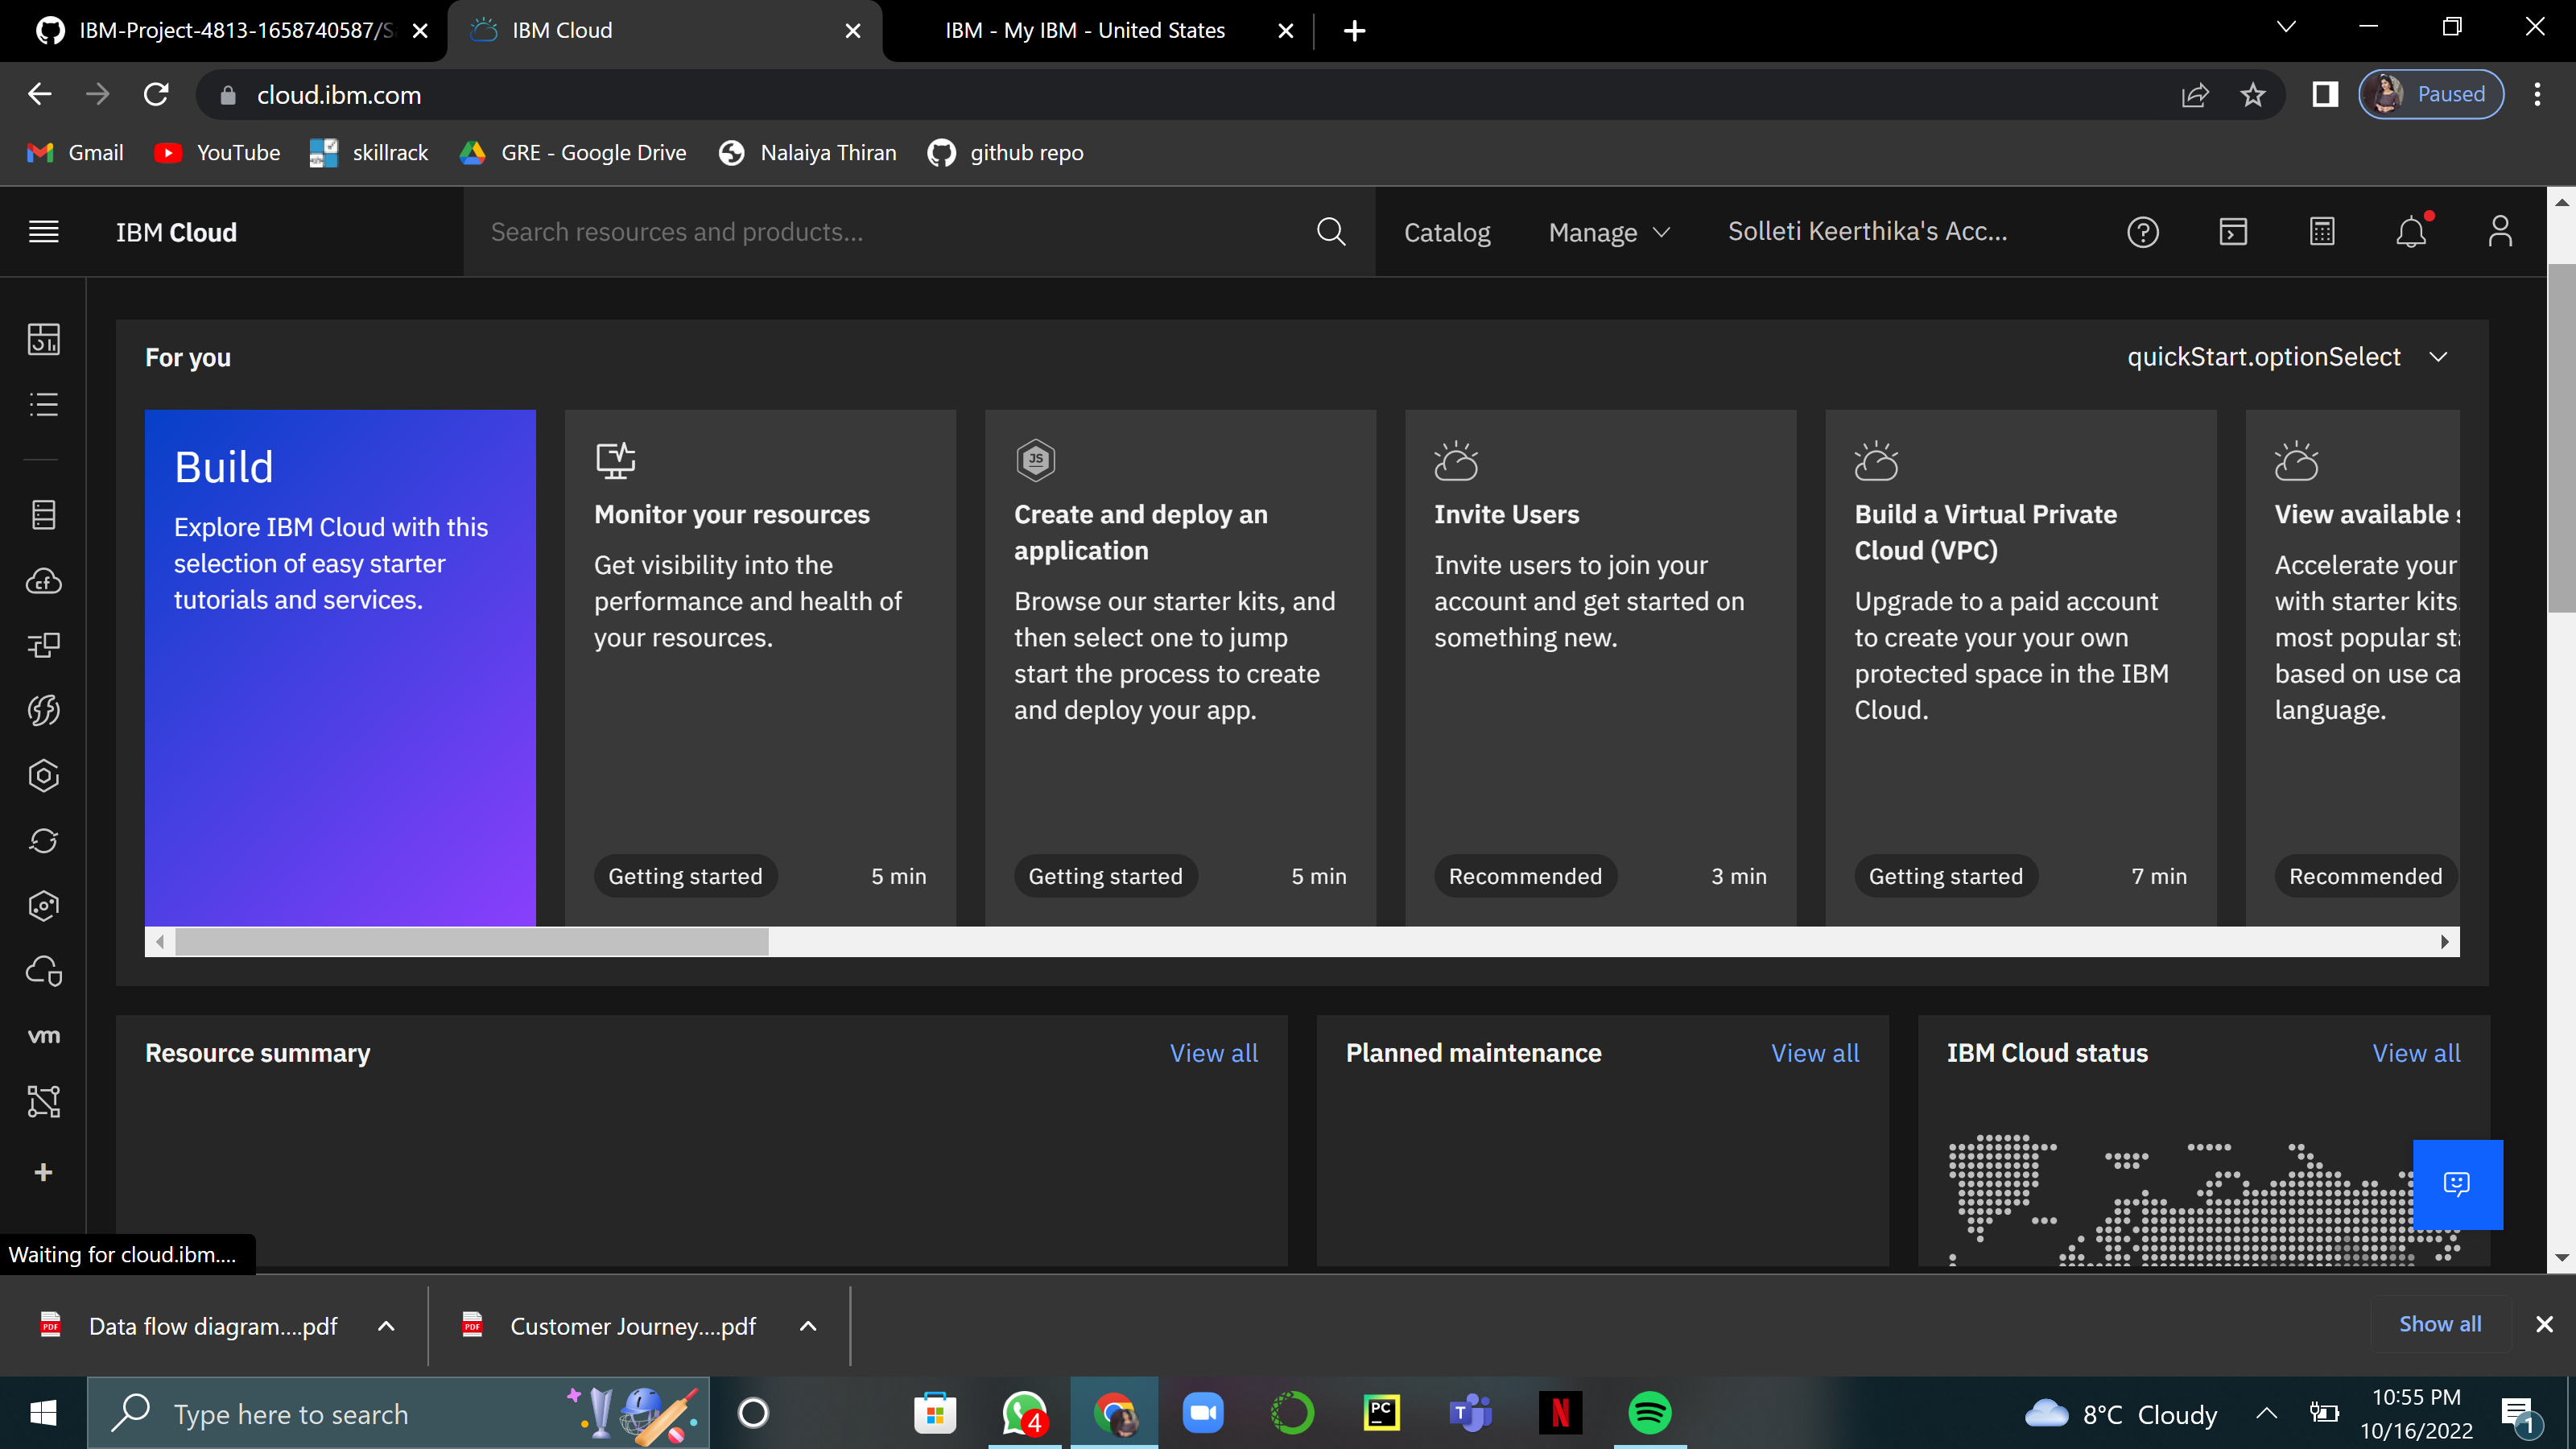 IBM-Project-4813-1658740587/S
IBM Cloud
IBM - My IBM - United States
cloud.ibm.com
Paused
Gmail
YouTube
skillrack
GRE - Google Drive
Nalaiya Thiran
github repo
IBM Cloud
Search resources and products...
Catalog
Manage
Solleti Keerthika's Acc...
For you
quickStart.optionSelect
Build
Explore IBM Cloud with this
selection of easy starter
tutorials and services.
Monitor your resources
Get visibility into the
performance and health of
your resources.
Getting started
5 min
JS
Create and deploy an
application
Browse our starter kits, and
then select one to jump
start the process to create
and deploy your app.
Getting started
5 min
Invite Users
Invite users to join your
account and get started on
something new.
Recommended
3 min
Build a Virtual Private
Cloud (VPC)
Upgrade to a paid account
to create your your own
protected space in the IBM
Cloud.
Getting started
7 min
View available
Accelerate your
with starter kits.
most popular
based on use
language.
Recommended
cf
vm
Resource summary
View all
Planned maintenance
View all
IBM Cloud status
View all
Waiting for cloud.ibm....
PDF
Data flow diagram....pdf
PDF
Customer Journey....pdf
Show all
Type here to search
4
PC
T
N
8°C Cloudy
10:55 PM
10/16/2022
1